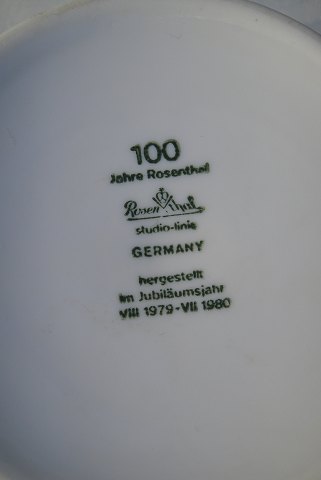 100
Jahre Rosenthal
Rosenthal
studio-linie
GERMANY
hergestellt
im Jubiläumsjahr
VIII 1979-VII 1980